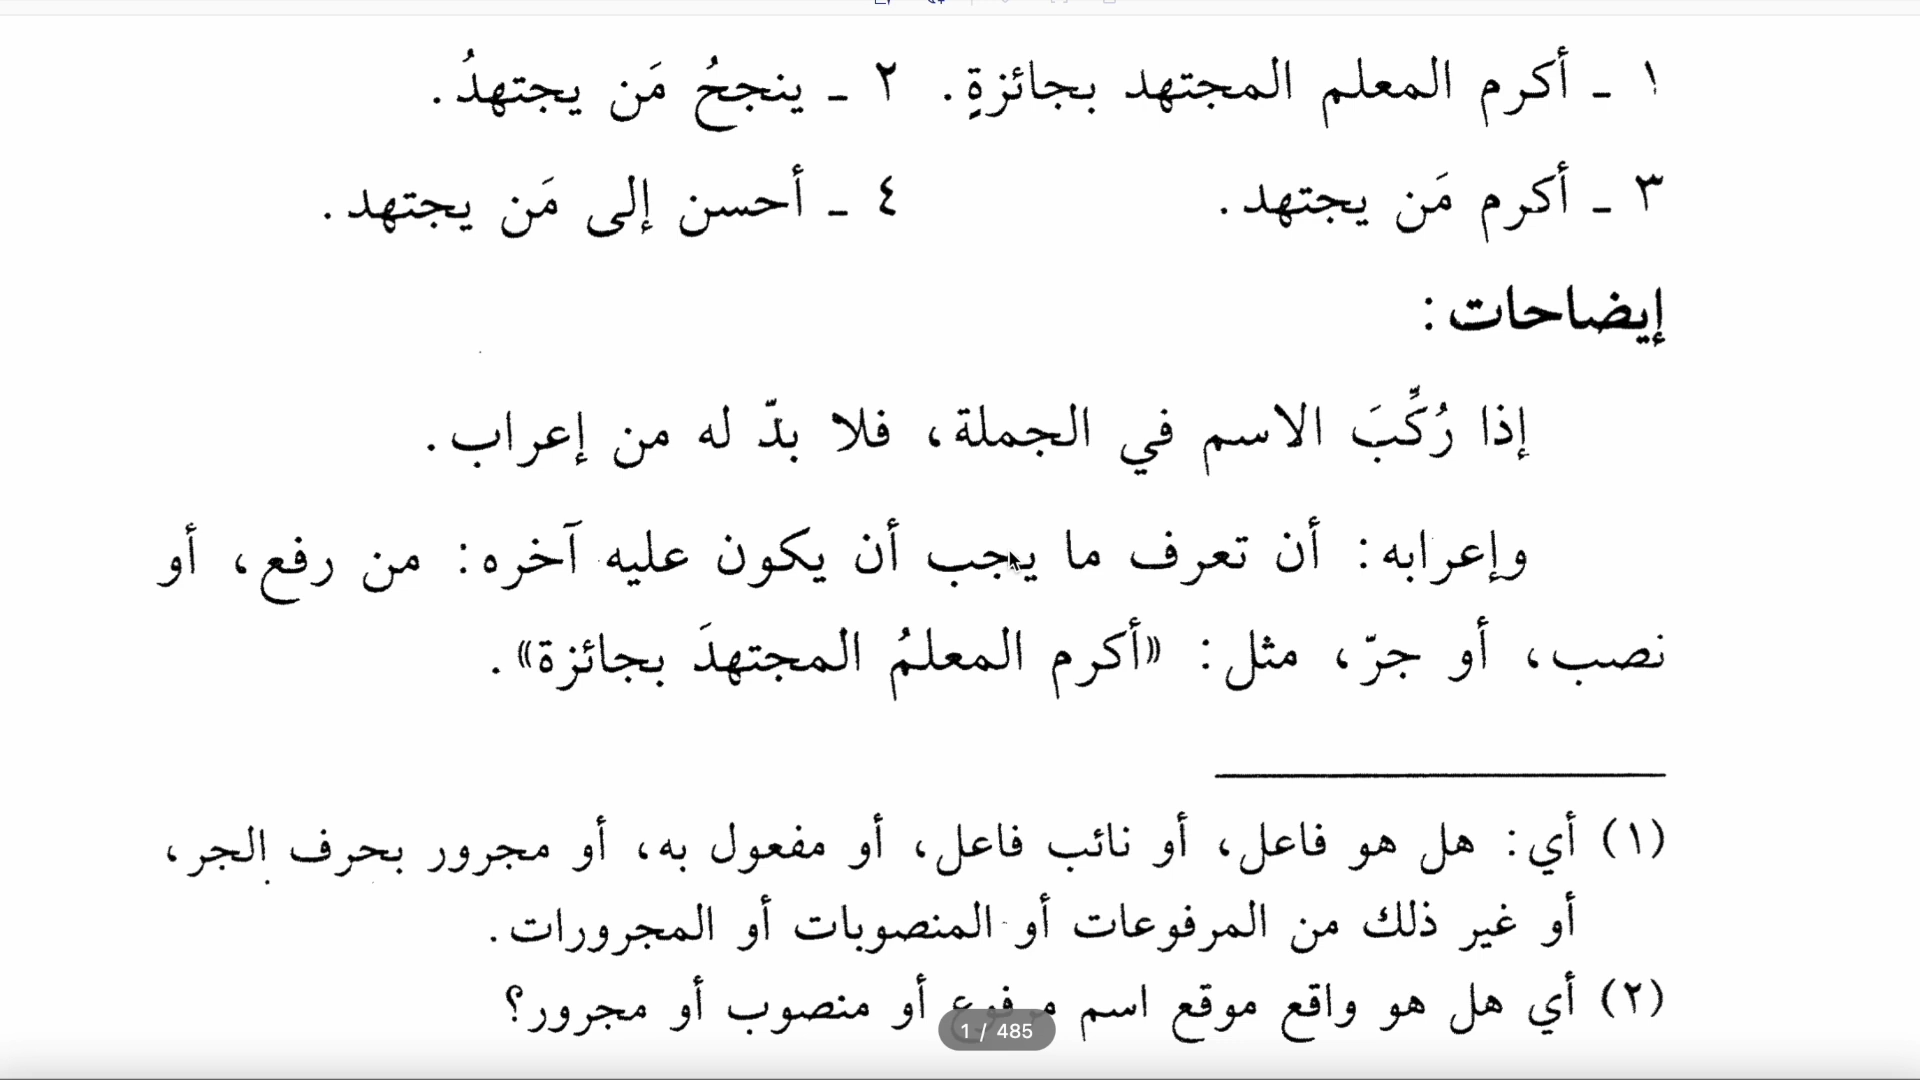 ١ ـ أكرم المعلم المجتهد بجائزةٍ. ٢ ـ ينجحُ مَن يجتهدُ.
٣ ـ أكرم مَن يجتهد. ٤ ـ أحسن إلى مَن يجتهد.
إيضاحات:
إذا رُكِّبَ الاسم في الجملة، فلا بدّ له من إعراب.
وإعرابه: أن تعرف ما يجب أن يكون عليه آخره: من رفع، أو
نصب، أو جرّ، مثل: «أكرم المعلمُ المجتهدَ بجائزة».
(١) أي: هل هو فاعل، أو نائب فاعل، أو مفعول به، أو مجرور بحرف الجر،
أو غير ذلك من المرفوعات أو المنصوبات أو المجرورات.
(٢) أي هل هو واقع موقع اسم مرفوع أو منصوب أو مجرور؟
1 / 485